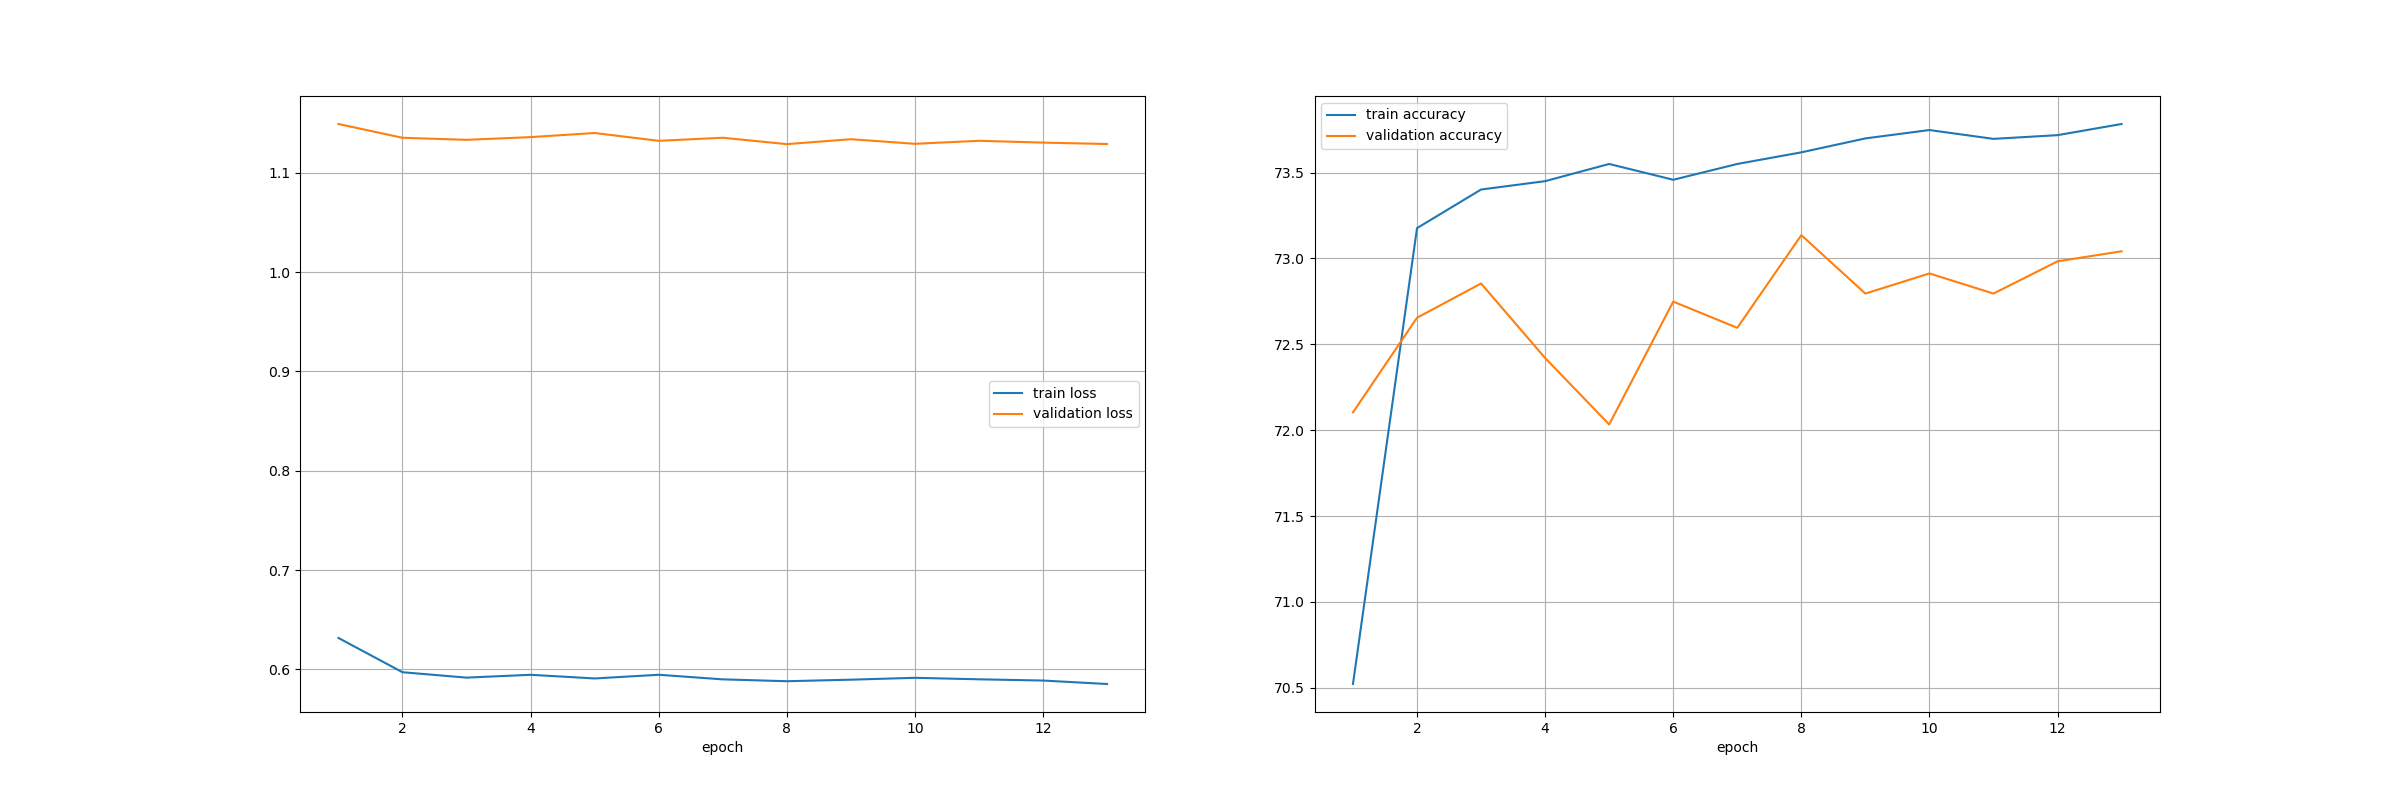 1.1
1.0
0.9
0.8
0.7
0.6
2 4 6 8 10 12
epoch
train loss
validation loss
train accuracy
validation accuracy
73.5
73.0
72.5
72.0
71.5
71.0
70.5
2 4 6 8 10 12
epoch